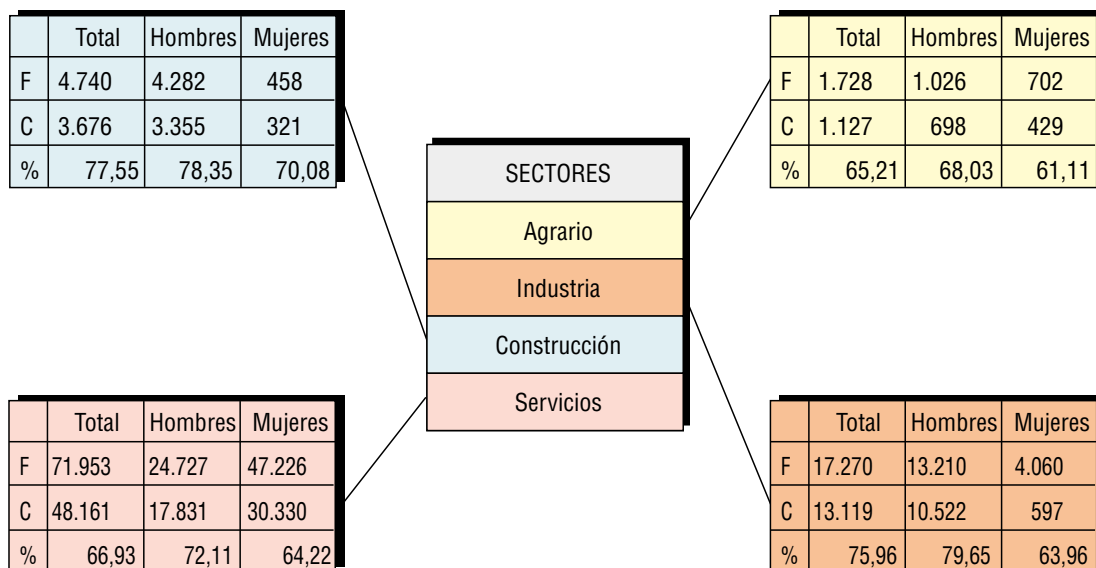 Total Hombres Mujeres
F 4.740 4.282 458
C 3.676 3.355 321
% 77,55 78,35 70,08
Total Hombres Mujeres
F 1.728 1.026 702
C 1.127 698 429
% 65,21 68,03 61,11
SECTORES
Agrario
Industria
Construcción
Servicios
Total Hombres Mujeres
F 71.953 24.727 47.226
C 48.161 17.831 30.330
% 66,93 72,11 64,22
Total Hombres Mujeres
F 17.270 13.210 4.060
C 13.119 10.522 597
% 75,96 79,65 63,96